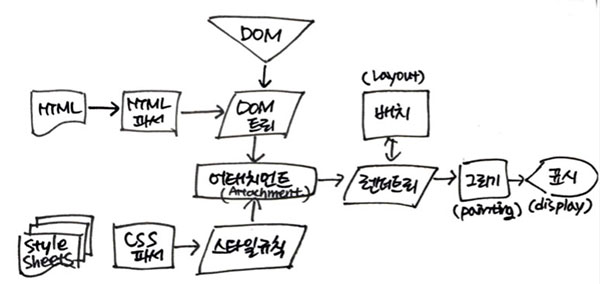 DOM
(Layout)
HTML
HTML
파서
DOM
트리
배치
어태치먼트
(Attachment)
렌더트리
그리기
(painting)
표시
(display)
Style
Sheets
CSS
파서
스타일규칙